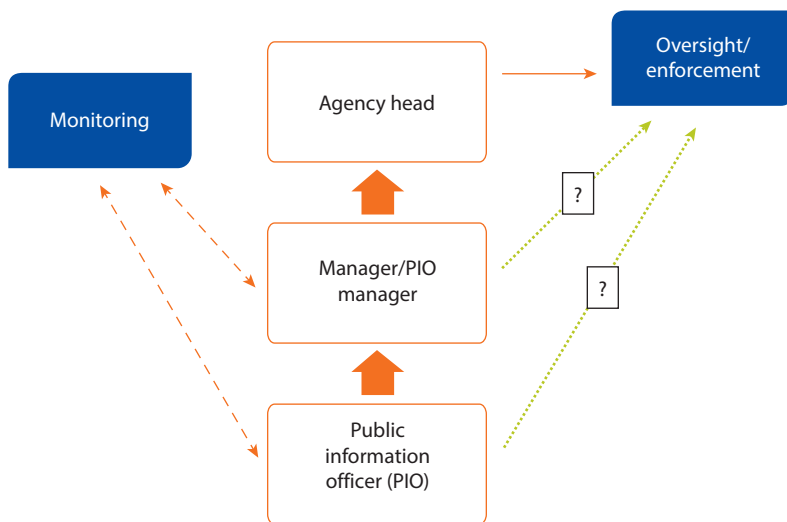 Oversight/
enforcement
Monitoring
Agency head
?
Manager/PIO
manager
?
Public
information
officer (PIO)